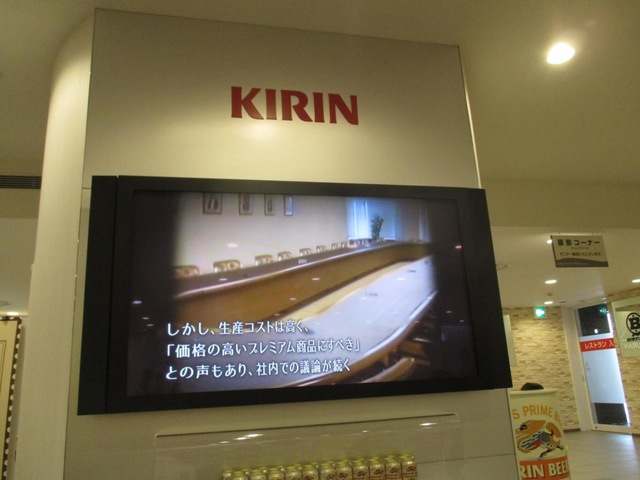 KIRIN
しかし、生産コストは高く、
「価格の高いプレミアム商品にすべき」
との声もあり、社内での議論が続く
撮影コーナー
レストラン 入
S PRIME B
RIN BEER